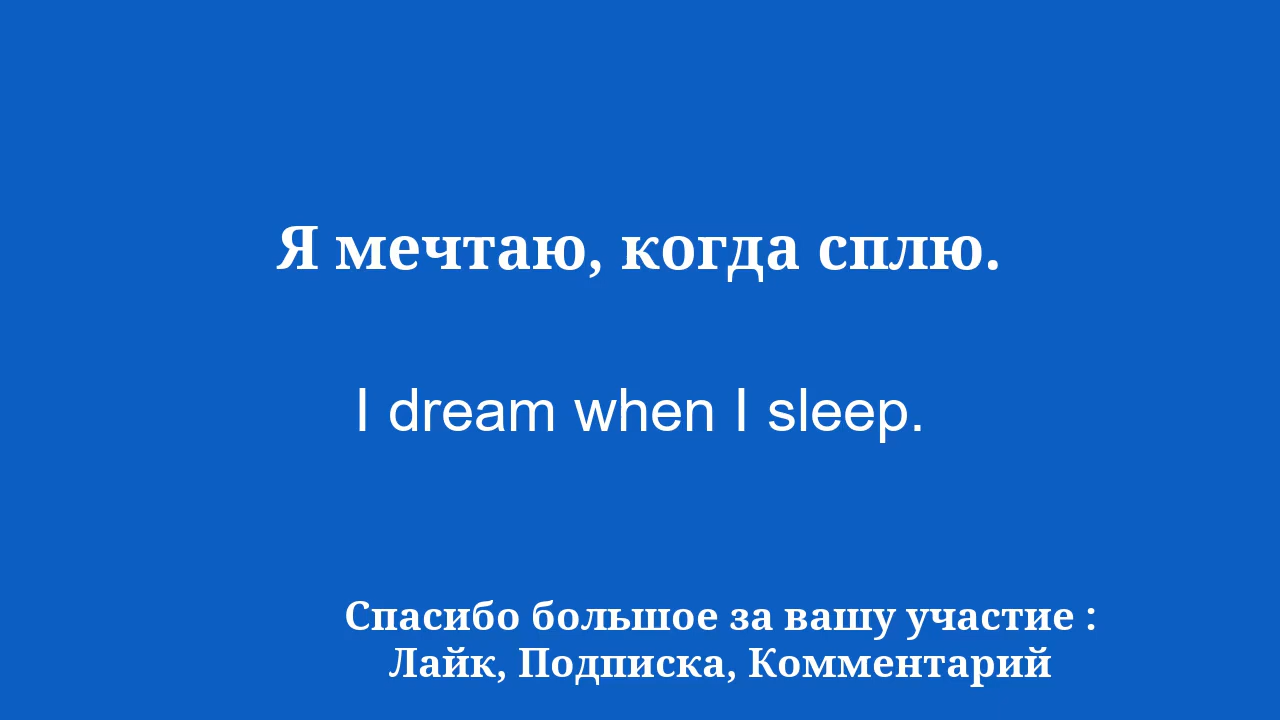 Я мечтаю, когда сплю.
I dream when I sleep.
Спасибо большое за вашу участие :
Лайк, Подписка, Комментарий